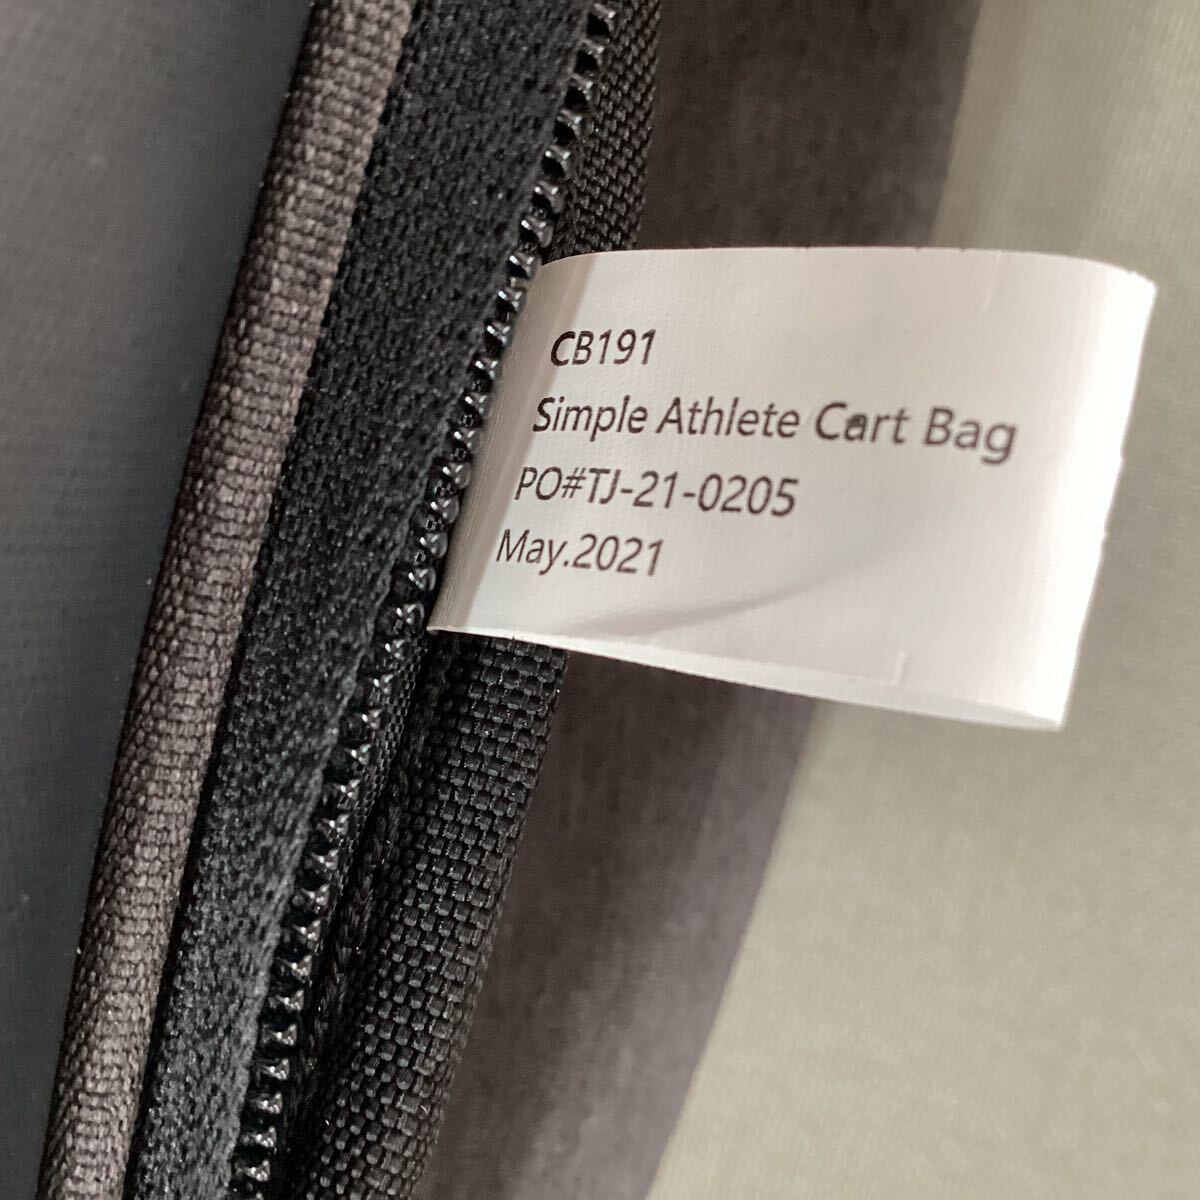 CB191
Simple Athlete Cart Bag
PO#TJ-21-0205
May.2021